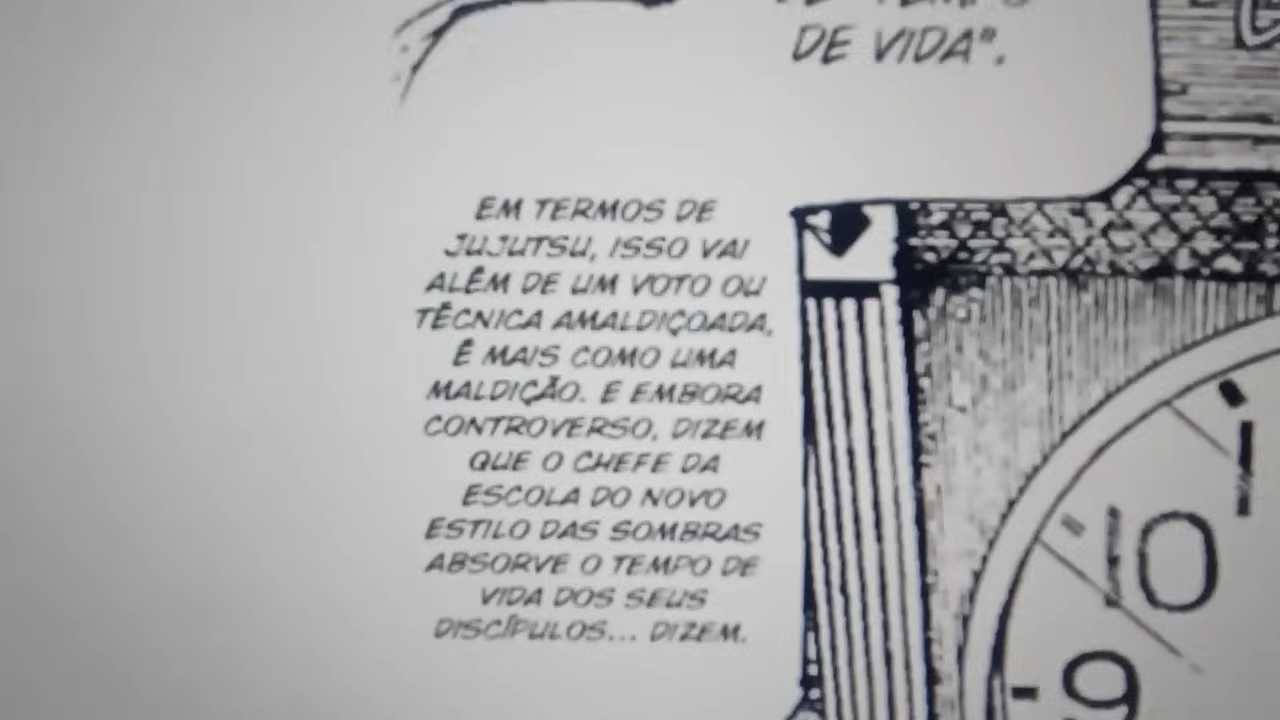 DE TEMPO
DE VIDA".
EM TERMOS DE
JUJUTSU, ISSO VAI
ALÉM DE UM VOTO OU
TÉCNICA AMALDIÇOADA,
É MAIS COMO UMA
MALDIÇÃO. E EMBORA
CONTROVERSO, DIZEM
QUE O CHEFE DA
ESCOLA DO NOVO
ESTILO DAS SOMBRAS
ABSORVE O TEMPO DE
VIDA DOS SEUS
DISCÍPULOS... DIZEM.
10
9